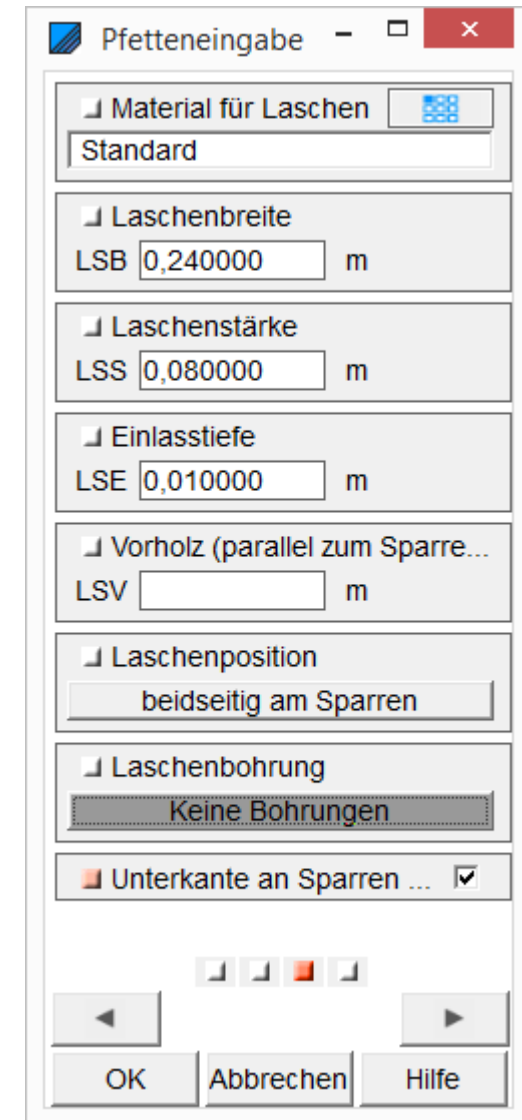 Pfetteneingabe
Material für Laschen
Standard
Laschenbreite
LSB 0,240000 m
Laschenstärke
LSS 0,080000 m
Einlasstiefe
LSE 0,010000 m
Vorholz (parallel zum Sparre...
LSV m
Laschenposition
beidseitig am Sparren
Laschenbohrung
Keine Bohrungen
Unterkante an Sparren ...
OK Abbrechen Hilfe